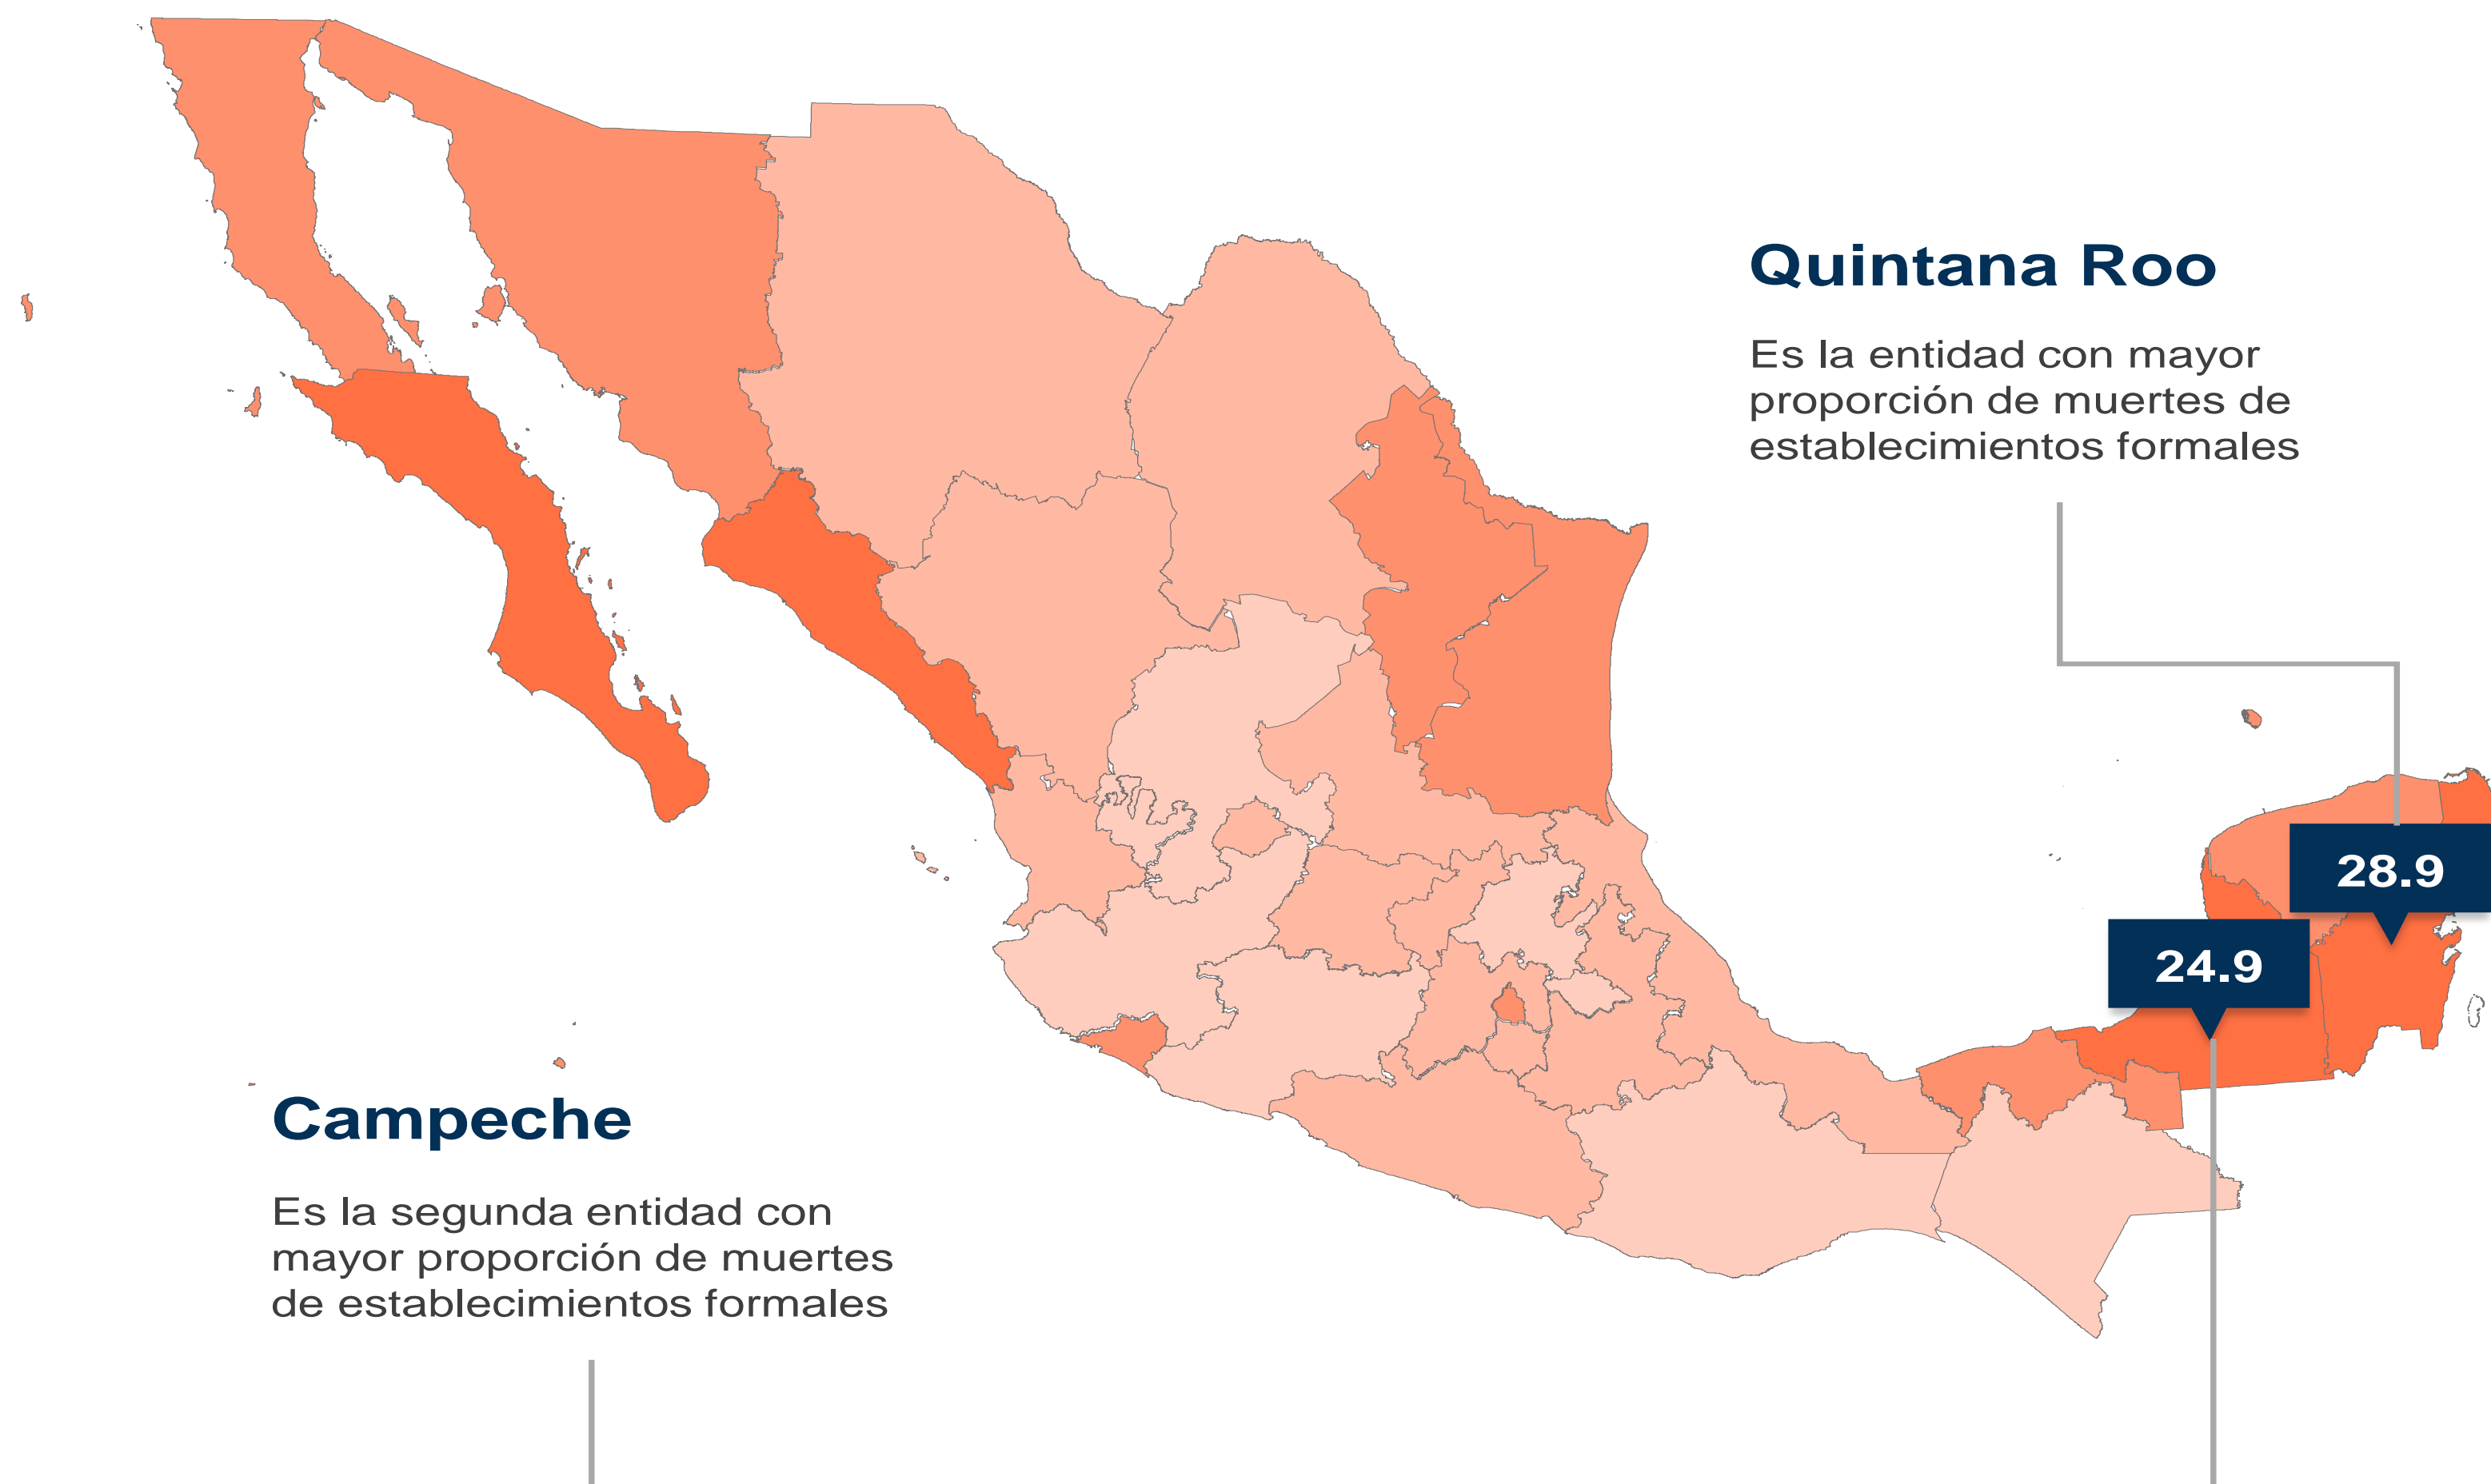 Quintana Roo
Es la entidad con mayor
proporción de muertes de
establecimientos formales
28.9
24.9
Campeche
Es la segunda entidad con
mayor proporción de muertes
de establecimientos formales